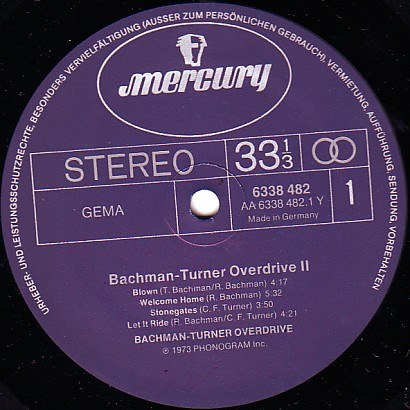 URHEBER- UND LEISTUNGSSCHUTZRECHTE, BESONDERS VERVIELFÄLTIGUNG (AUSSER ZUM PERSÖNLICHEN GEBRAUCH), VERMIETUNG, AUFFÜHRUNG, SENDUNG, VORBEHALTEN
mercury
STEREO
33 1/3
GEMA
6338 482
AA 6338 482.1 Y
Made in Germany
1
Bachman-Turner Overdrive II
Blown (T. Bachman/R. Bachman) 4:17
Welcome Home (R. Bachman) 5:32
Stonegates (C. F. Turner) 3:50
Let It Ride (R. Bachman/C. F. Turner) 4:21
BACHMAN-TURNER OVERDRIVE
℗ 1973 PHONOGRAM Inc.